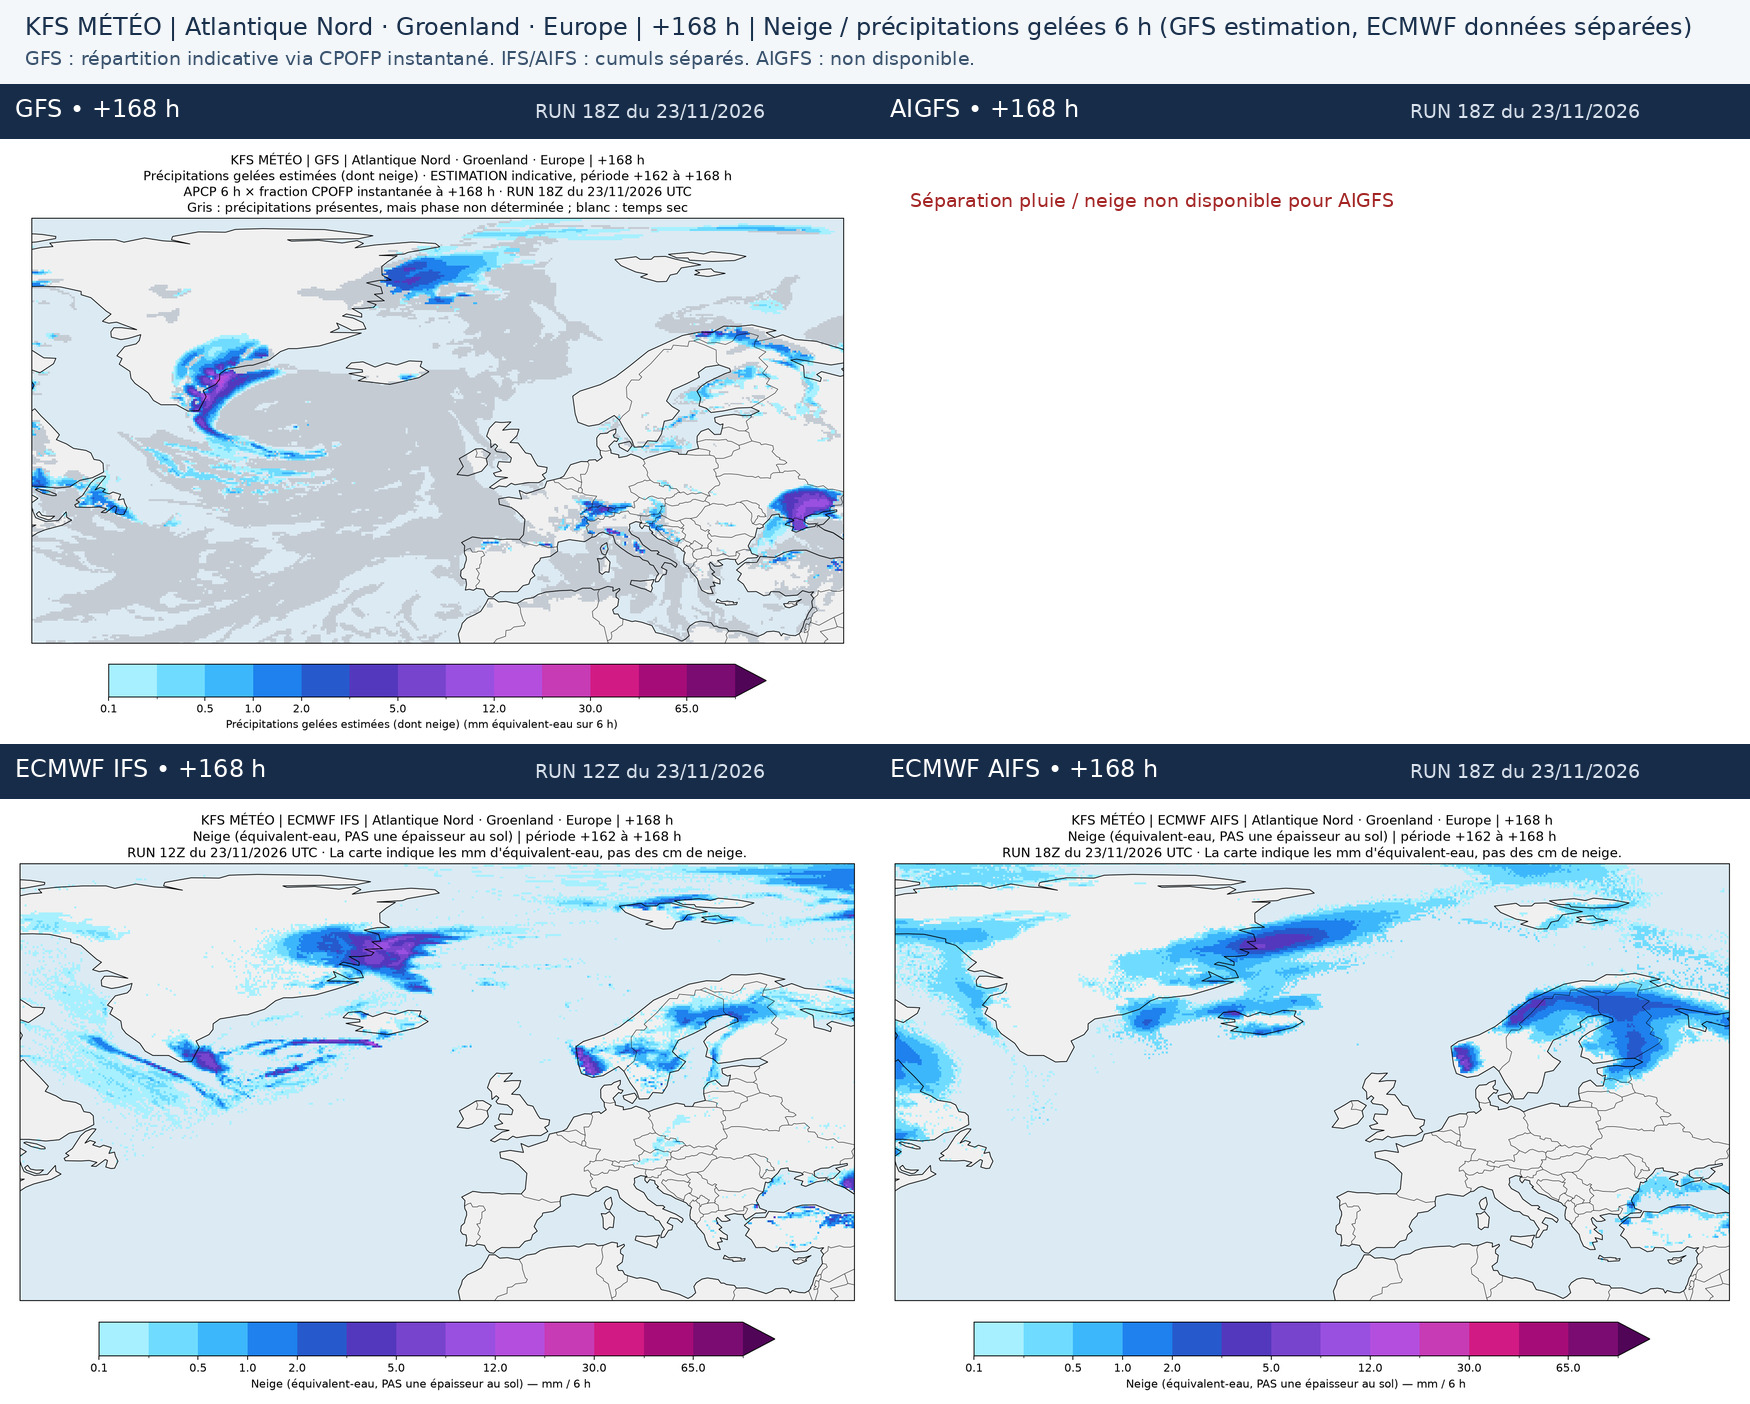 KFS MÉTÉO | Atlantique Nord · Groenland · Europe | +168 h | Neige / précipitations gelées 6 h (GFS estimation, ECMWF données séparées)
GFS : répartition indicative via CPOFP instantané. IFS/AIFS : cumuls séparés. AIGFS : non disponible.
GFS • +168 h
RUN 18Z du 23/11/2026
KFS MÉTÉO | GFS | Atlantique Nord · Groenland · Europe | +168 h
Précipitations gelées estimées (dont neige) · ESTIMATION indicative, période +162 à +168 h
APCP 6 h × fraction CPOFP instantanée à +168 h · RUN 18Z du 23/11/2026 UTC
Gris : précipitations présentes, mais phase non déterminée ; blanc : temps sec
0.1 0.5 1.0 2.0 5.0 12.0 30.0 65.0
Précipitations gelées estimées (dont neige) (mm équivalent-eau sur 6 h)
AIGFS • +168 h
RUN 18Z du 23/11/2026
Séparation pluie / neige non disponible pour AIGFS
ECMWF IFS • +168 h
RUN 12Z du 23/11/2026
KFS MÉTÉO | ECMWF IFS | Atlantique Nord · Groenland · Europe | +168 h
Neige (équivalent-eau, PAS une épaisseur au sol) | période +162 à +168 h
RUN 12Z du 23/11/2026 UTC · La carte indique les mm d'équivalent-eau, pas des cm de neige.
0.1 0.5 1.0 2.0 5.0 12.0 30.0 65.0
Neige (équivalent-eau, PAS une épaisseur au sol) — mm / 6 h
ECMWF AIFS • +168 h
RUN 18Z du 23/11/2026
KFS MÉTÉO | ECMWF AIFS | Atlantique Nord · Groenland · Europe | +168 h
Neige (équivalent-eau, PAS une épaisseur au sol) | période +162 à +168 h
RUN 18Z du 23/11/2026 UTC · La carte indique les mm d'équivalent-eau, pas des cm de neige.
0.1 0.5 1.0 2.0 5.0 12.0 30.0 65.0
Neige (équivalent-eau, PAS une épaisseur au sol) — mm / 6 h